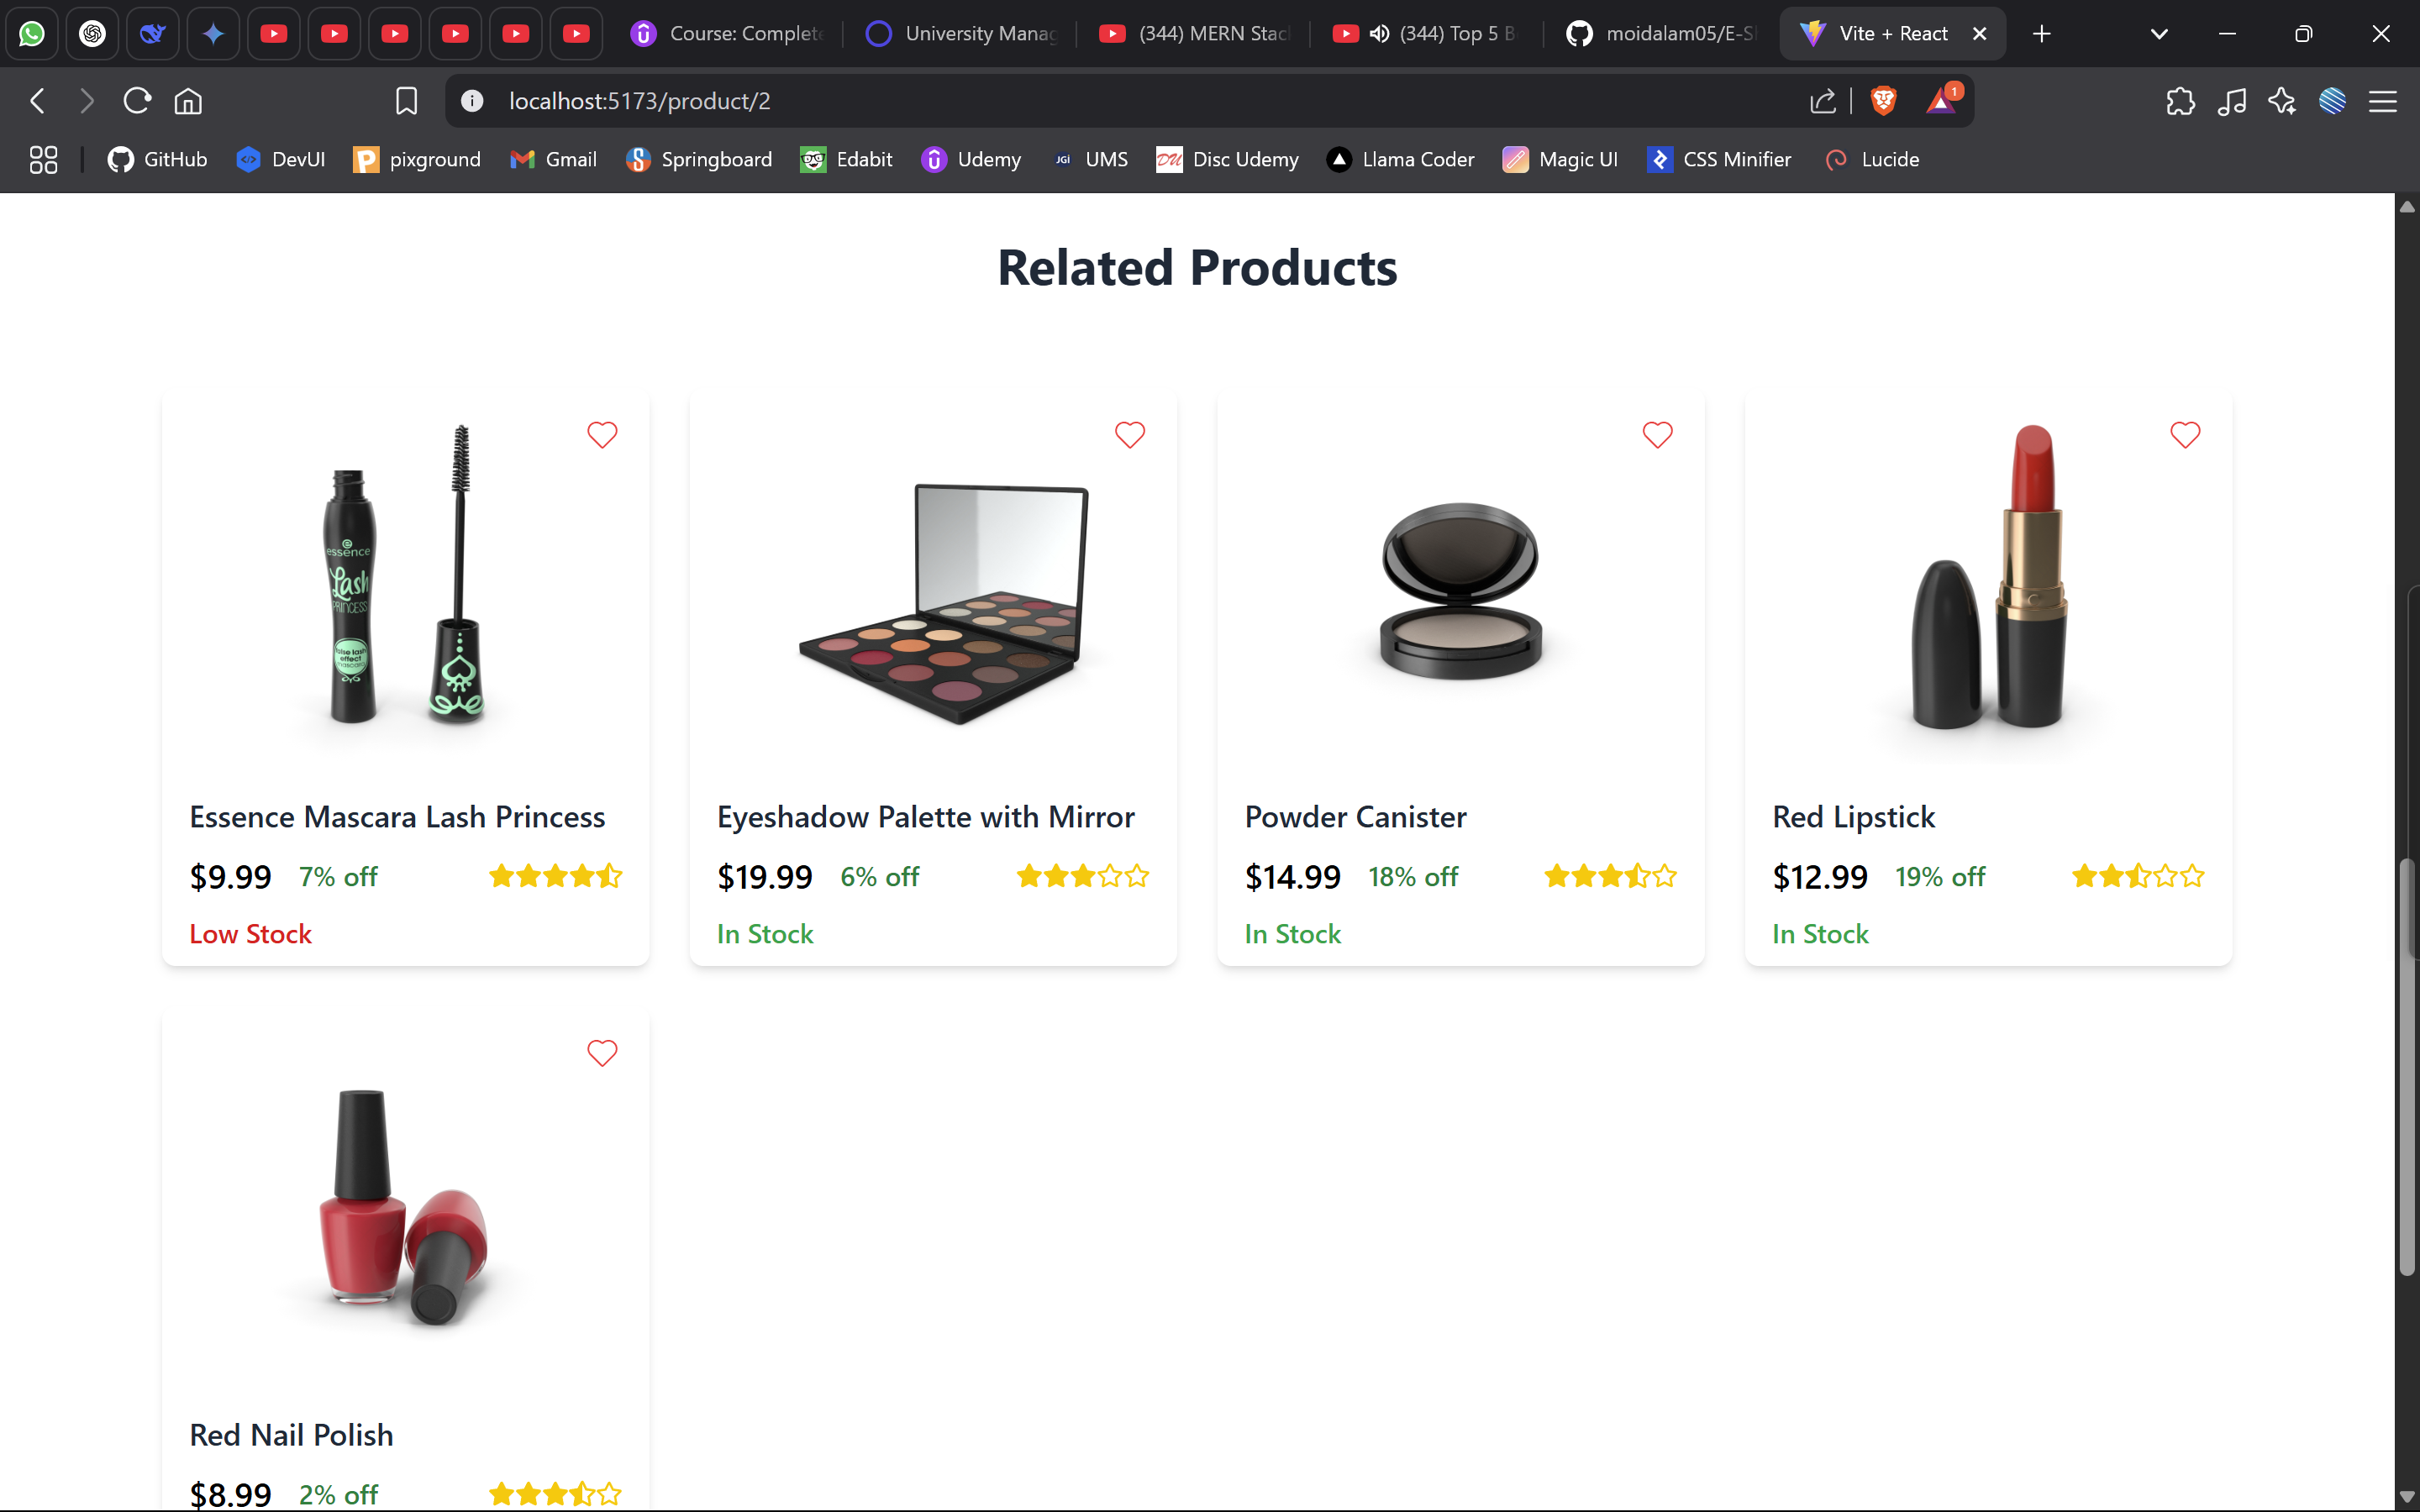 Course: Complete
University Manag
(344) MERN Stac
(344) Top 5 B
moidalam05/E-S
Vite + React
localhost:5173/product/2
1
GitHub
DevUI
pixground
Gmail
Springboard
Edabit
Udemy
JGI UMS
DU Disc Udemy
Llama Coder
Magic UI
CSS Minifier
Lucide
Related Products
essence
Lash
PRINCESS
false lash
effect
mascara
Essence Mascara Lash Princess
$9.99 7% off
Low Stock
Eyeshadow Palette with Mirror
$19.99 6% off
In Stock
Powder Canister
$14.99 18% off
In Stock
Red Lipstick
$12.99 19% off
In Stock
Red Nail Polish
$8.99 2% off